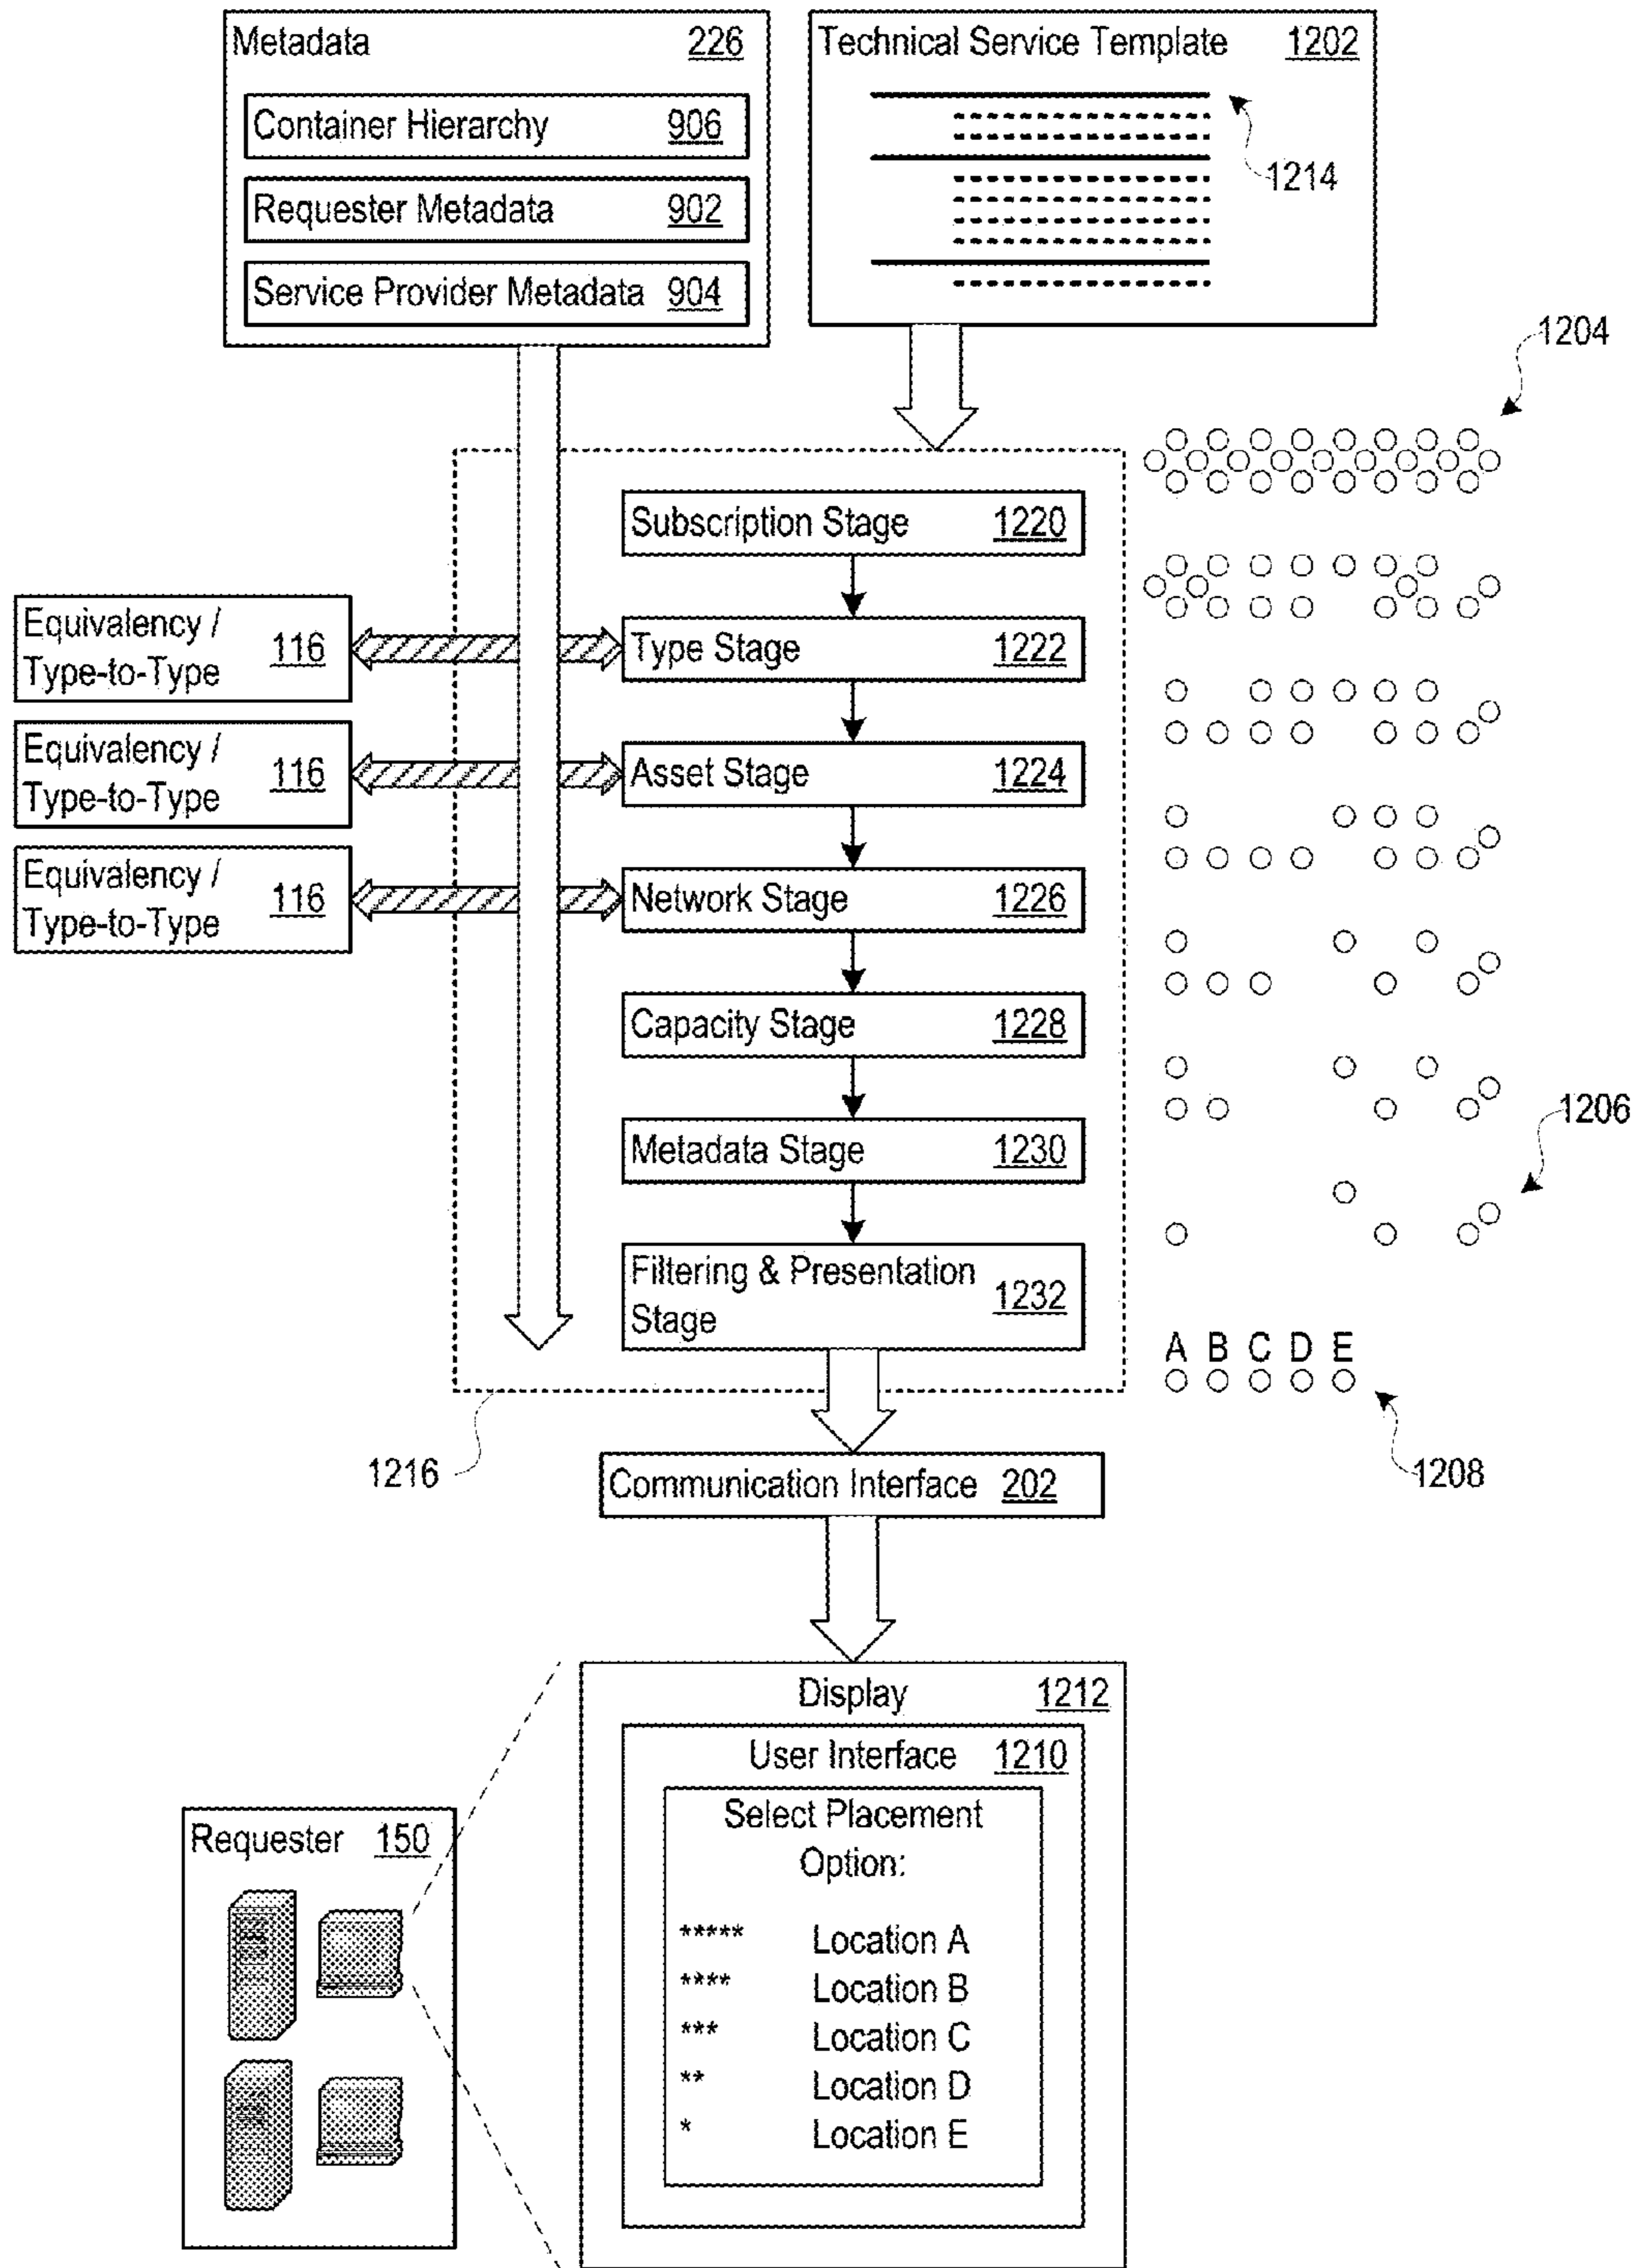 Metadata 226
Container Hierarchy 906
Requester Metadata 902
Service Provider Metadata 904
Technical Service Template 1202
1214
1204
Subscription Stage 1220
Equivalency /
Type-to-Type 116
Type Stage 1222
Equivalency /
Type-to-Type 116
Asset Stage 1224
Equivalency /
Type-to-Type 116
Network Stage 1226
Capacity Stage 1228
Metadata Stage 1230
1206
Filtering & Presentation
Stage 1232
A B C D E
1216
1208
Communication Interface 202
Display 1212
User Interface 1210
Select Placement
Option:
***** Location A
**** Location B
*** Location C
** Location D
* Location E
Requester 150